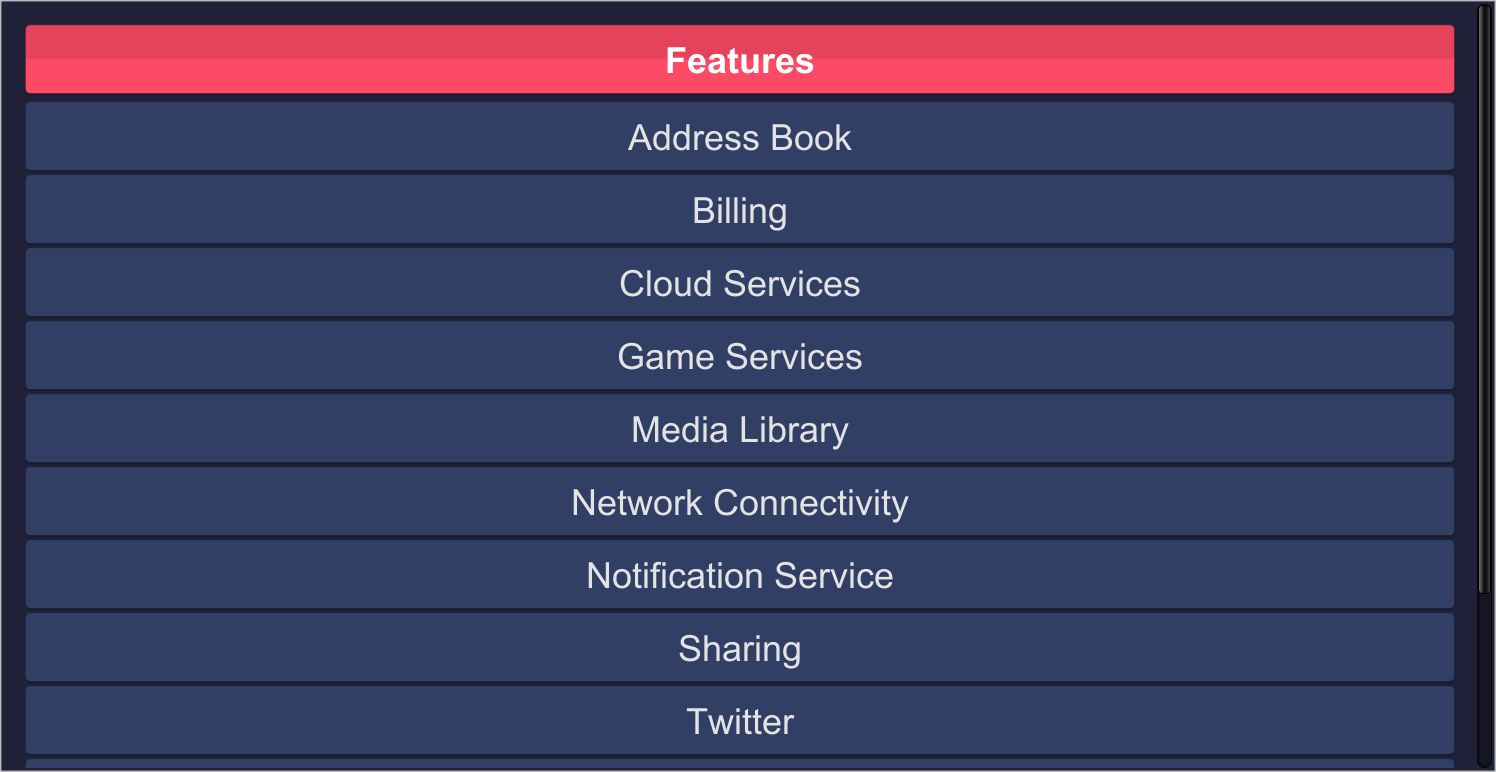 Features
Address Book
Billing
Cloud Services
Game Services
Media Library
Network Connectivity
Notification Service
Sharing
Twitter